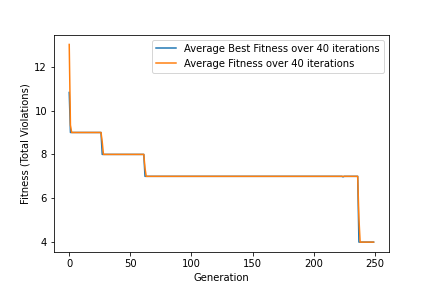 Average Best Fitness over 40 iterations
Average Fitness over 40 iterations
Fitness (Total Violations)
12
10
8
6
4
0
50
100
150
200
250
Generation